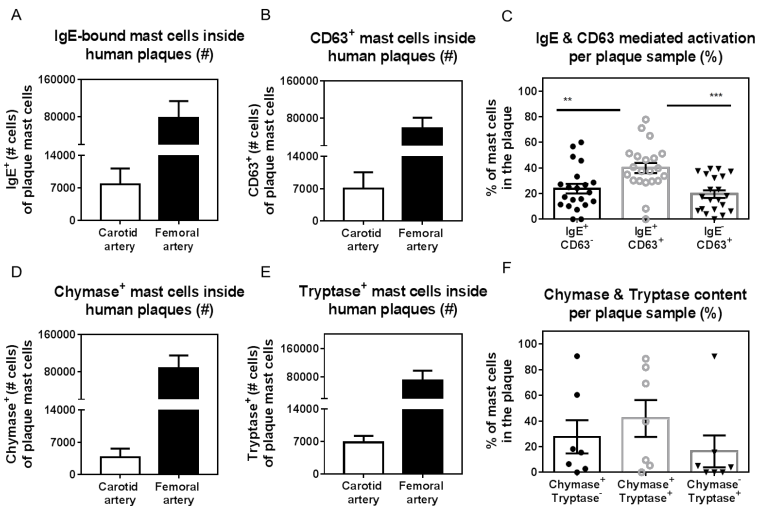 A
IgE-bound mast cells inside
human plaques (#)
IgE+ (# cells)
of plaque mast cells
160000
80000
14000
7000
0
Carotid
artery
Femoral
artery
B
CD63+ mast cells inside
human plaques (#)
CD63+ (# cells)
of plaque mast cells
160000
80000
14000
7000
0
Carotid
artery
Femoral
artery
C
IgE & CD63 mediated activation
per plaque sample (%)
% of mast cells
in the plaque
100
80
60
40
20
0
**
***
IgE+
CD63-
IgE+
CD63+
IgE-
CD63+
D
Chymase+ mast cells inside
human plaques (#)
Chymase+ (# cells)
of plaque mast cells
160000
80000
14000
7000
0
Carotid
artery
Femoral
artery
E
Tryptase+ mast cells inside
human plaques (#)
Tryptase+ (# cells)
of plaque mast cells
160000
80000
14000
7000
0
Carotid
artery
Femoral
artery
F
Chymase & Tryptase content
per plaque sample (%)
% of mast cells
in the plaque
100
80
60
40
20
0
Chymase+
Tryptase-
Chymase+
Tryptase+
Chymase-
Tryptase+